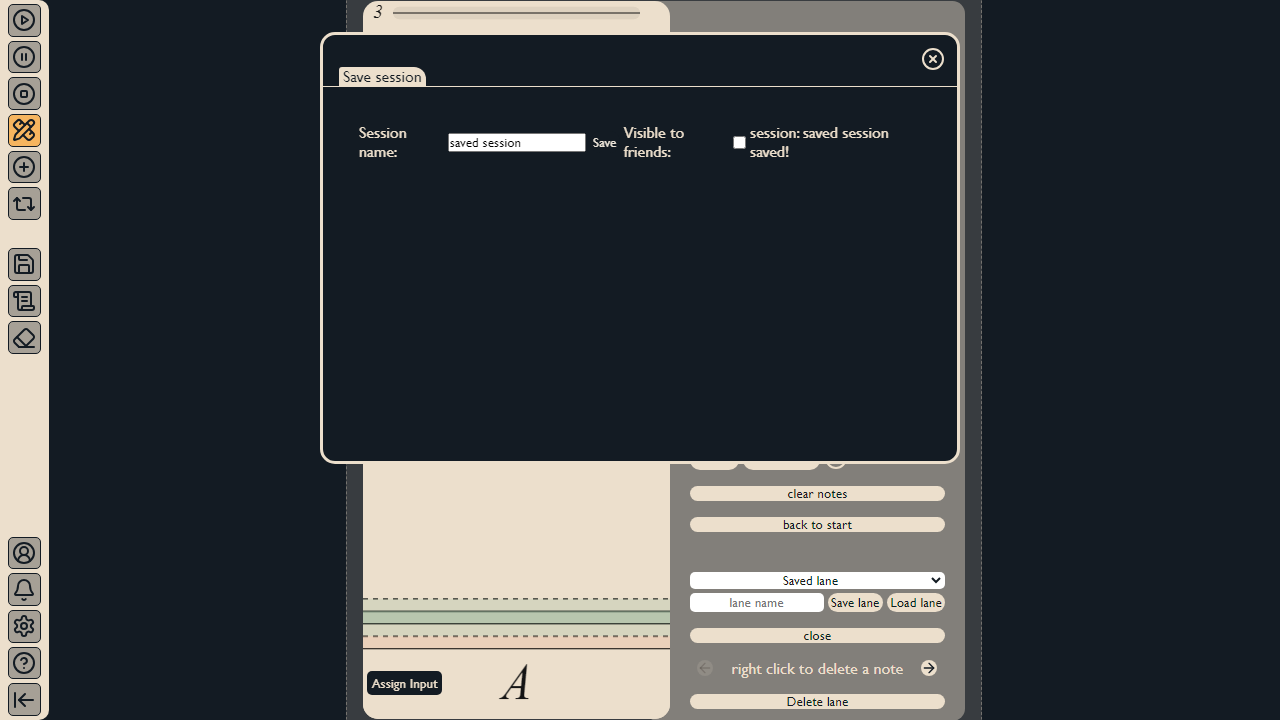 3
Save session
Session name:
saved session
Save
Visible to friends:
session: saved session saved!
clear notes
back to start
Saved lane
lane name
Save lane
Load lane
close
right click to delete a note
Assign Input
A
Delete lane